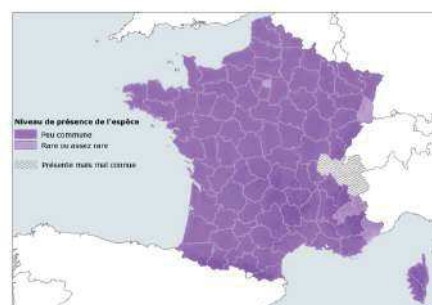 Niveau de présence de l'espèce
Peu commune
Rare ou assez rare
Présente mais mal connue